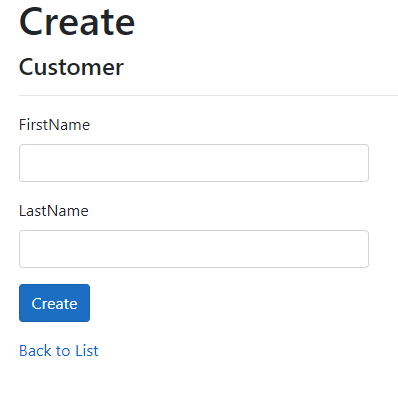 Create
Customer
FirstName
LastName
Create
Back to List